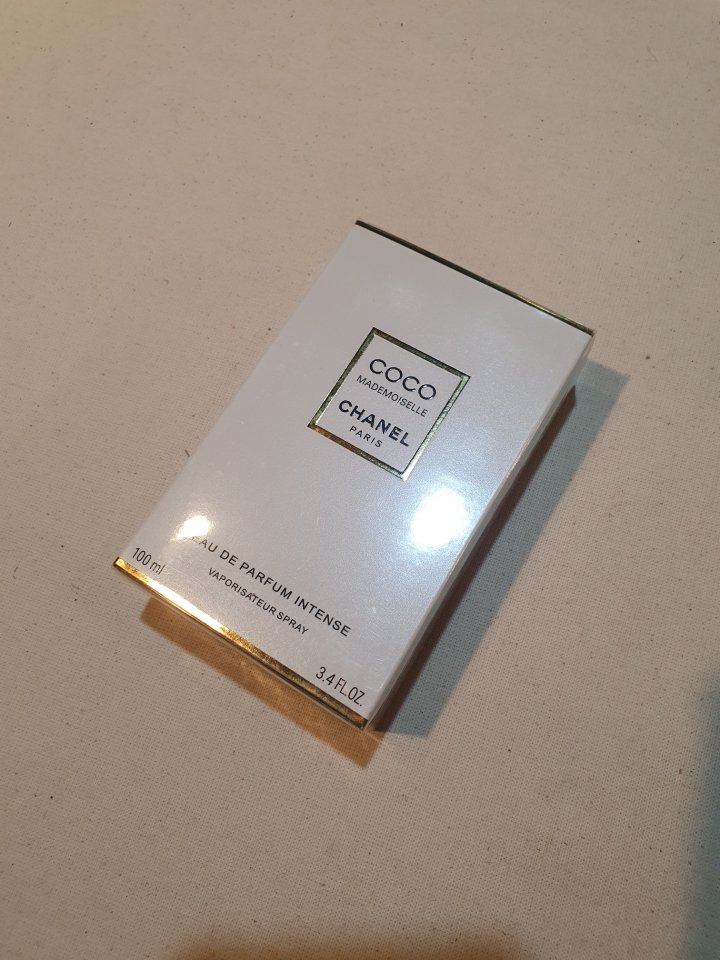 COCO
MADEMOISELLE
CHANEL
PARIS
EAU DE PARFUM INTENSE
VAPORISATEUR SPRAY
100 ml
3.4 FL.OZ.